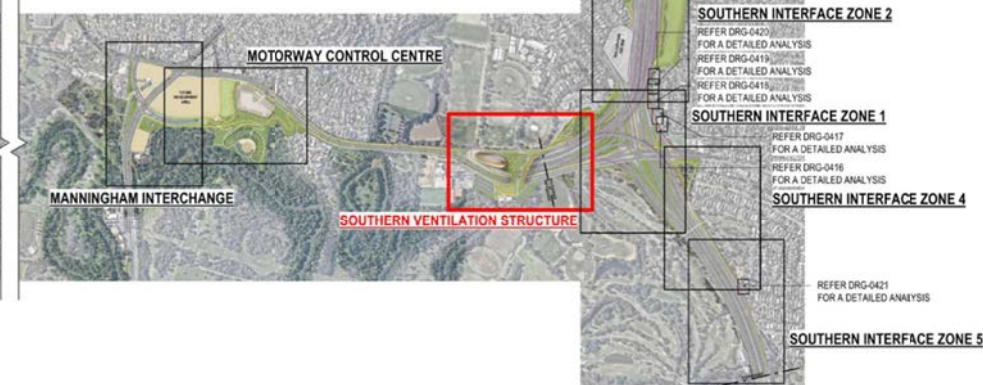 SOUTHERN INTERFACE ZONE 2
REFER DRG-0420
FOR A DETAILED ANALYSIS
REFER DRG-0419
FOR A DETAILED ANALYSIS
REFER DRG-0418
FOR A DETAILED ANALYSIS
MOTORWAY CONTROL CENTRE
SOUTHERN INTERFACE ZONE 1
REFER DRG-0417
FOR A DETAILED ANALYSIS
REFER DRG-0416
FOR A DETAILED ANALYSIS
MANNINGHAM INTERCHANGE
SOUTHERN INTERFACE ZONE 4
SOUTHERN VENTILATION STRUCTURE
REFER DRG-0421
FOR A DETAILED ANALYSIS
SOUTHERN INTERFACE ZONE 5